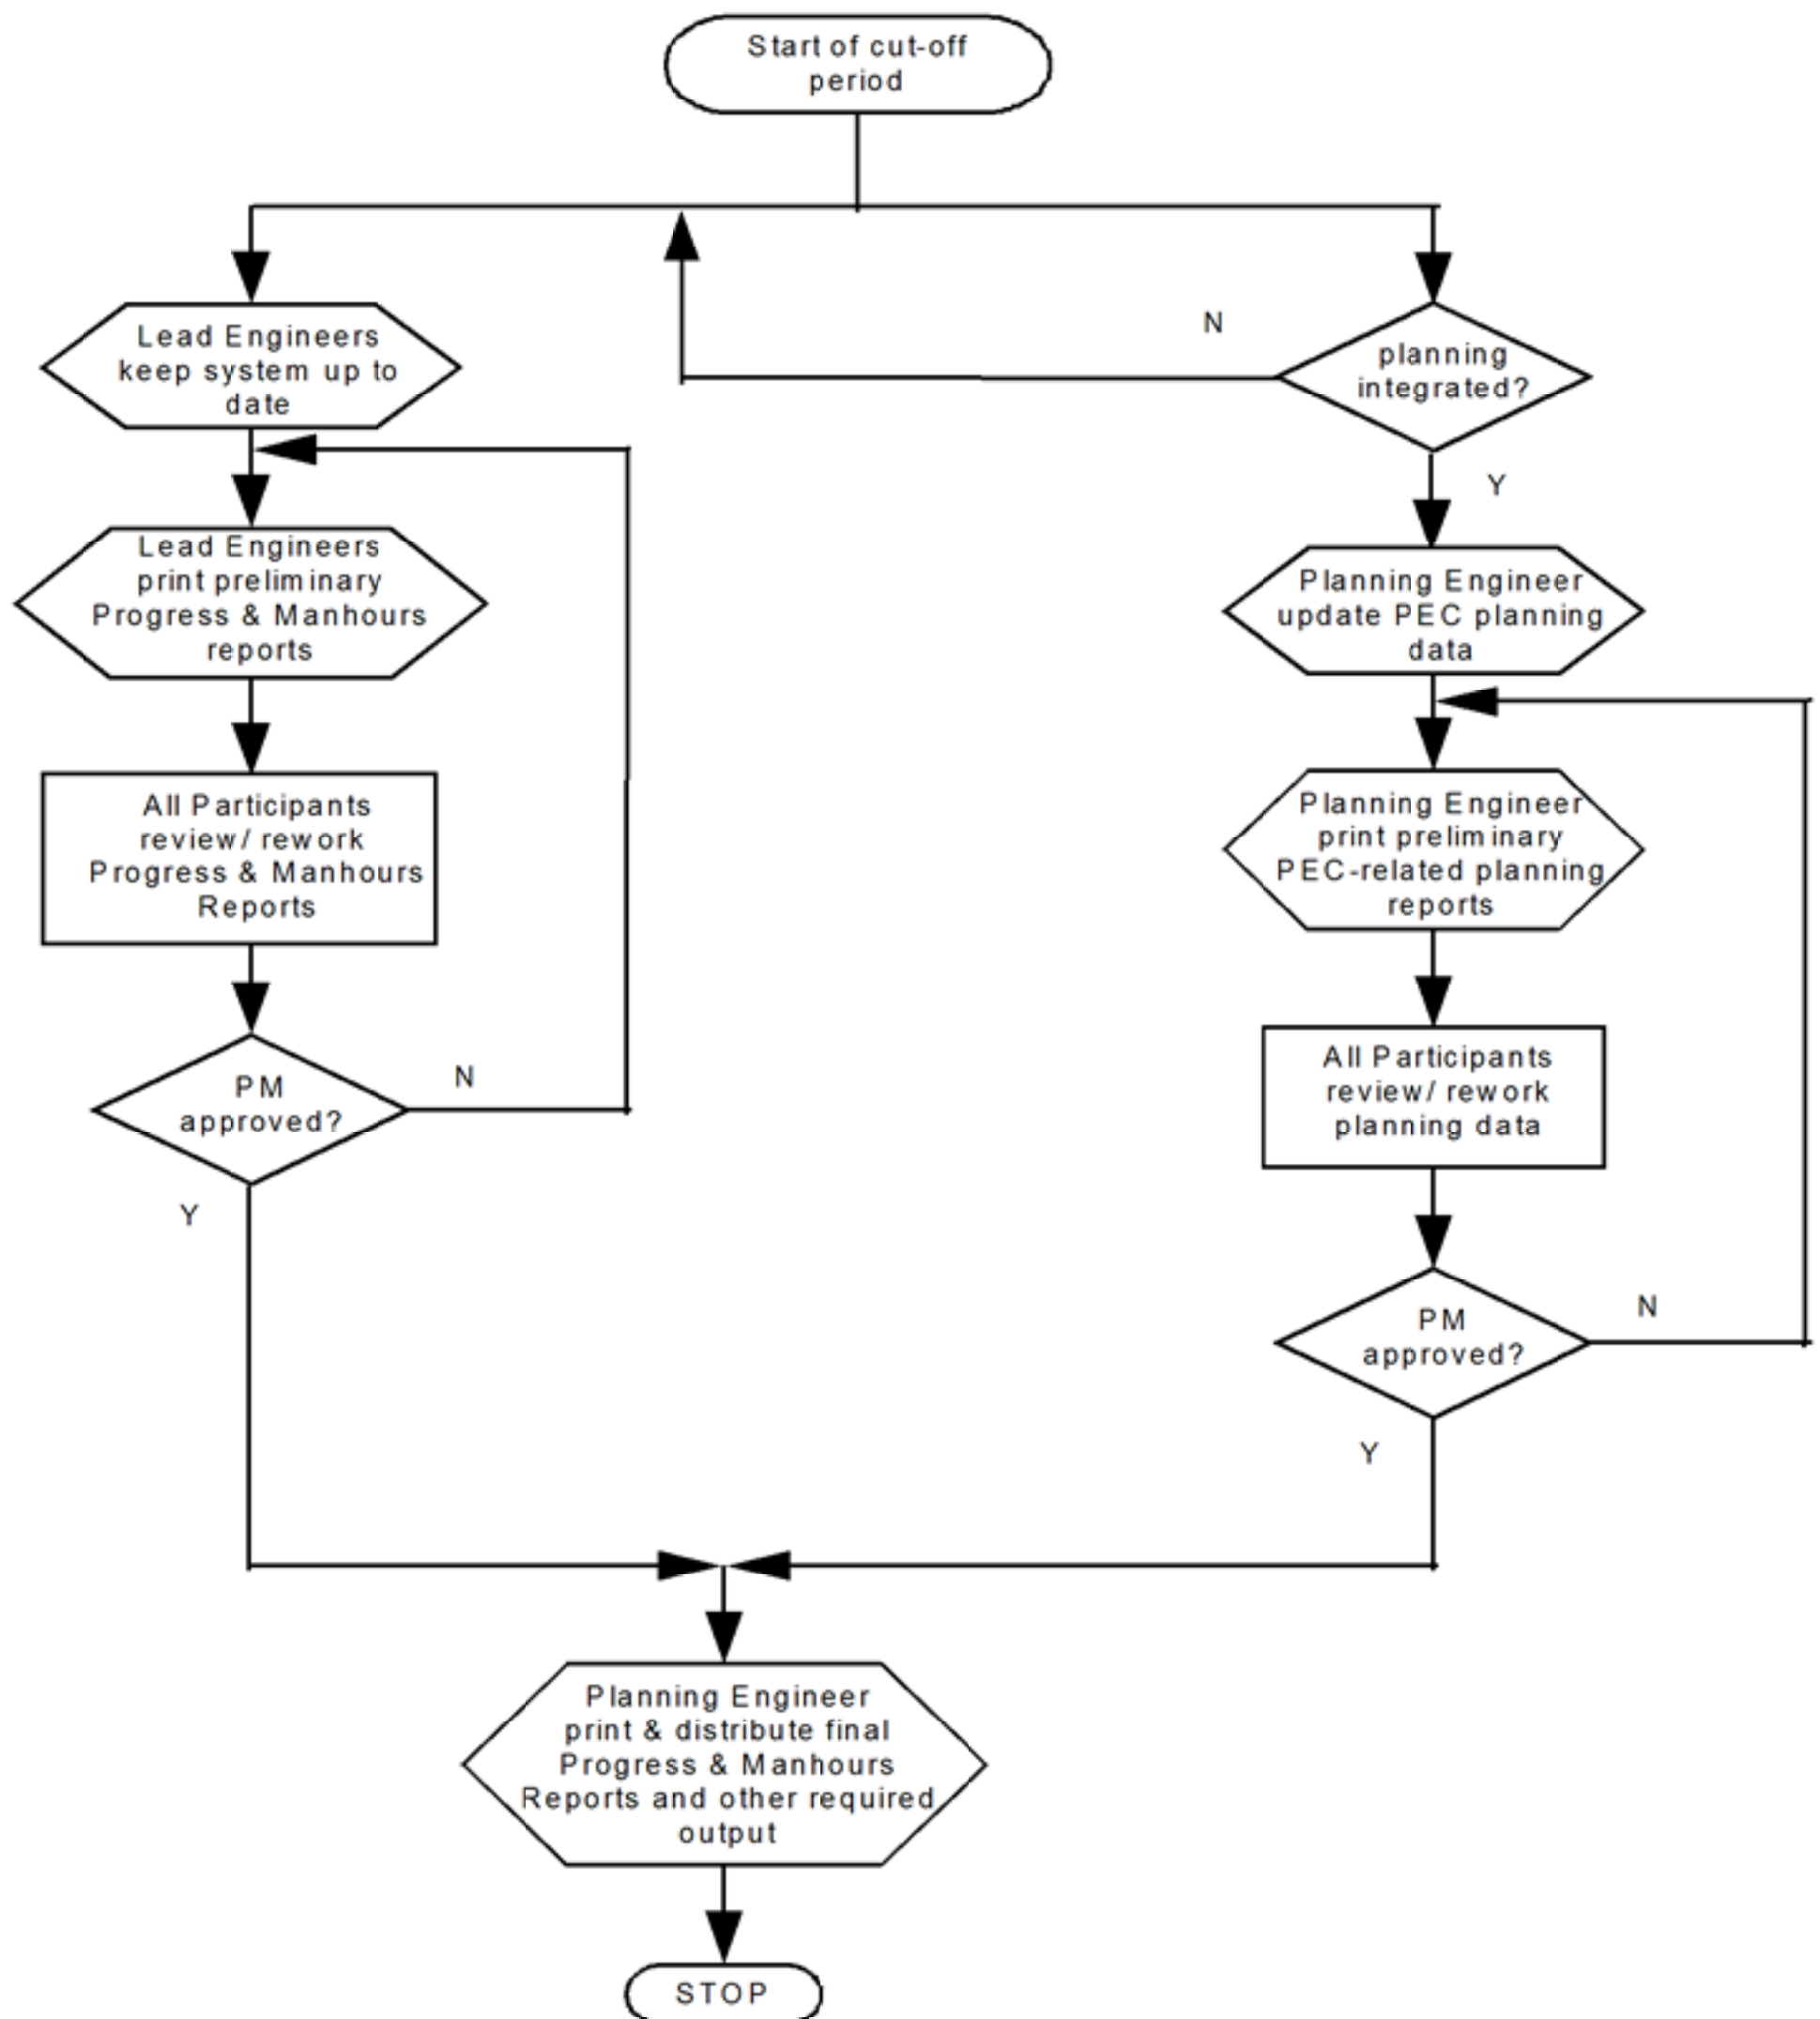 Start of cut-off
period
Lead Engineers
keep system up to
date
N
planning
integrated?
Y
Lead Engineers
print preliminary
Progress & Manhours
reports
Planning Engineer
update PEC planning
data
All Participants
review/ rework
Progress & Manhours
Reports
Planning Engineer
print preliminary
PEC-related planning
reports
PM
approved?
N
Y
All Participants
review/ rework
planning data
PM
approved?
N
Y
Planning Engineer
print & distribute final
Progress & Manhours
Reports and other required
output
STOP